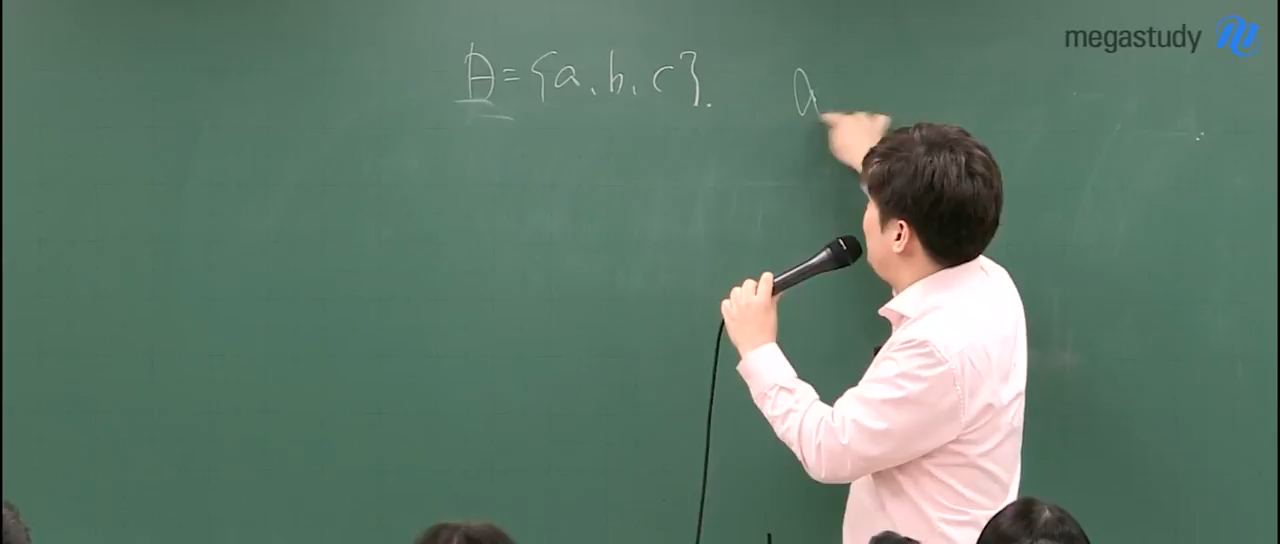 megastudy
A = {a, b, c}. a